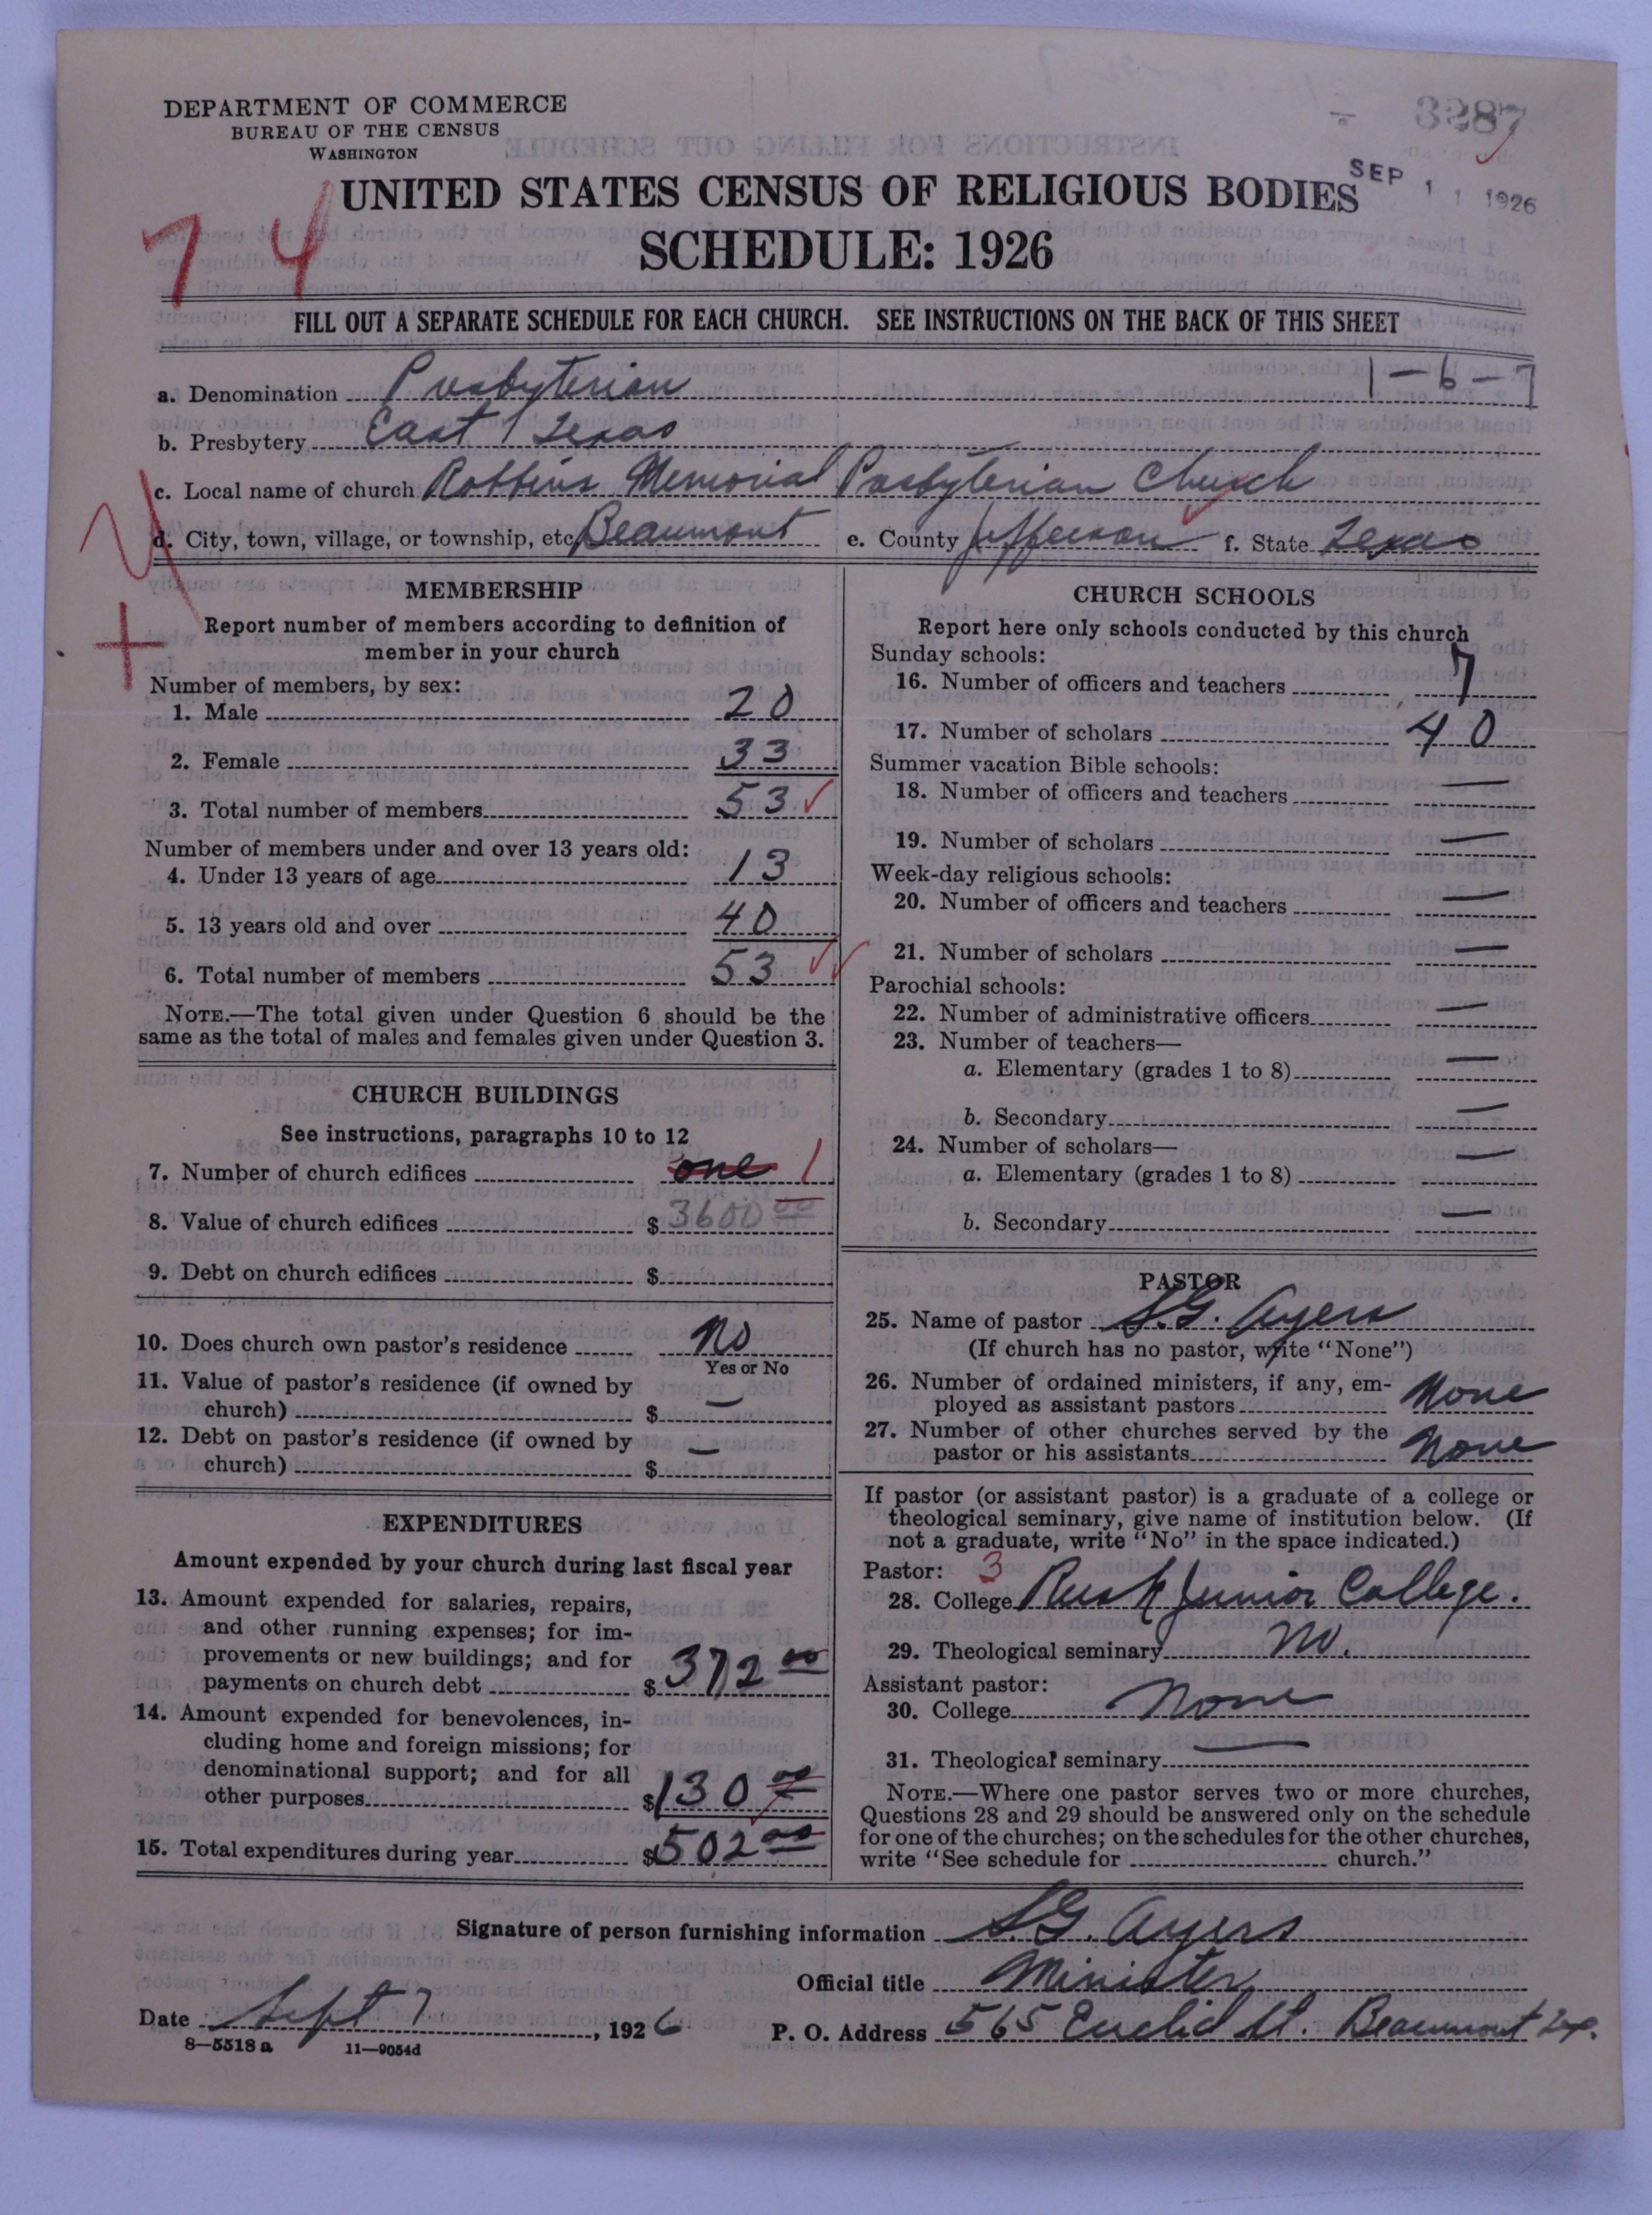 DEPARTMENT OF COMMERCE
BUREAU OF THE CENSUS
WASHINGTON
3287
SEP 11 1926
74
UNITED STATES CENSUS OF RELIGIOUS BODIES
SCHEDULE: 1926
FILL OUT A SEPARATE SCHEDULE FOR EACH CHURCH. SEE INSTRUCTIONS ON THE BACK OF THIS SHEET
1-6-7
a. Denomination Presbyterian
b. Presbytery East Texas
c. Local name of church Robbins Memorial Presbyterian Church
d. City, town, village, or township, etc. Beaumont e. County Jefferson f. State Texas
MEMBERSHIP
Report number of members according to definition of
member in your church
Number of members, by sex:
1. Male 20
2. Female 33
3. Total number of members 53
Number of members under and over 13 years old:
4. Under 13 years of age 13
5. 13 years old and over 40
6. Total number of members 53
NOTE.—The total given under Question 6 should be the
same as the total of males and females given under Question 3.
CHURCH BUILDINGS
See instructions, paragraphs 10 to 12
7. Number of church edifices one 1
8. Value of church edifices $ 3600 00
9. Debt on church edifices $
10. Does church own pastor's residence No
Yes or No
11. Value of pastor's residence (if owned by
church) $ —
12. Debt on pastor's residence (if owned by
church) $ —
EXPENDITURES
Amount expended by your church during last fiscal year
13. Amount expended for salaries, repairs,
and other running expenses; for im-
provements or new buildings; and for
payments on church debt $ 372 00
14. Amount expended for benevolences, in-
cluding home and foreign missions; for
denominational support; and for all
other purposes $ 130 00
15. Total expenditures during year $ 502 00
CHURCH SCHOOLS
Report here only schools conducted by this church
Sunday schools:
16. Number of officers and teachers 7
17. Number of scholars 40
Summer vacation Bible schools:
18. Number of officers and teachers —
19. Number of scholars —
Week-day religious schools:
20. Number of officers and teachers —
21. Number of scholars —
Parochial schools:
22. Number of administrative officers —
23. Number of teachers—
a. Elementary (grades 1 to 8) —
b. Secondary —
24. Number of scholars—
a. Elementary (grades 1 to 8) —
b. Secondary —
PASTOR
25. Name of pastor S.G. Ayers
(If church has no pastor, write "None")
26. Number of ordained ministers, if any, em-
ployed as assistant pastors None
27. Number of other churches served by the
pastor or his assistants None
If pastor (or assistant pastor) is a graduate of a college or
theological seminary, give name of institution below. (If
not a graduate, write "No" in the space indicated.)
Pastor: 3
28. College Rusk Junior College.
29. Theological seminary No.
Assistant pastor:
30. College None
31. Theological seminary —
NOTE.—Where one pastor serves two or more churches,
Questions 28 and 29 should be answered only on the schedule
for one of the churches; on the schedules for the other churches,
write "See schedule for church."
Signature of person furnishing information S.G. Ayers
Official title Minister
Date Sept 7, 1926 P. O. Address 565 Euclid St. Beaumont Tex.
8—5518 a 11—9054d